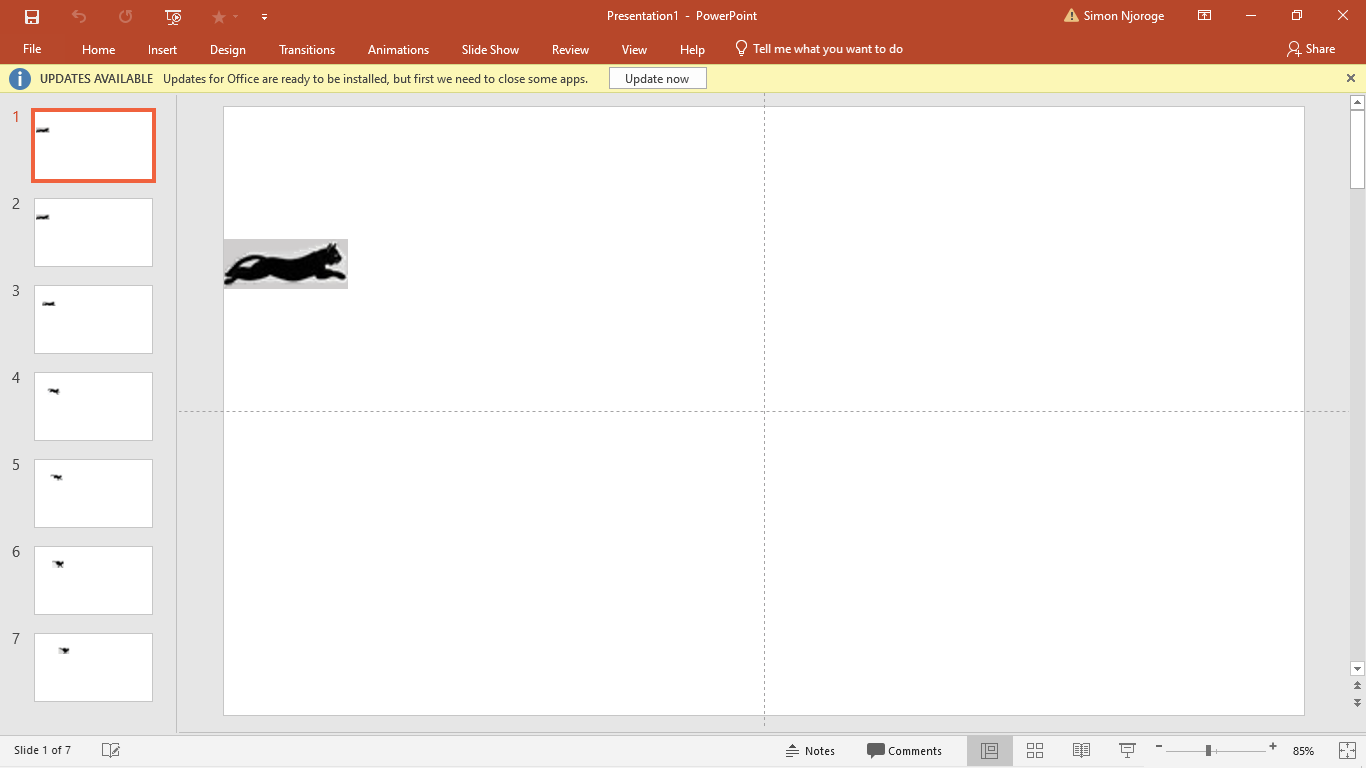 Presentation1 - PowerPoint
Simon Njoroge
File Home Insert Design Transitions Animations Slide Show Review View Help Tell me what you want to do Share
UPDATES AVAILABLE Updates for Office are ready to be installed, but first we need to close some apps. Update now
1
2
3
4
5
6
7
Slide 1 of 7 Notes Comments 85%